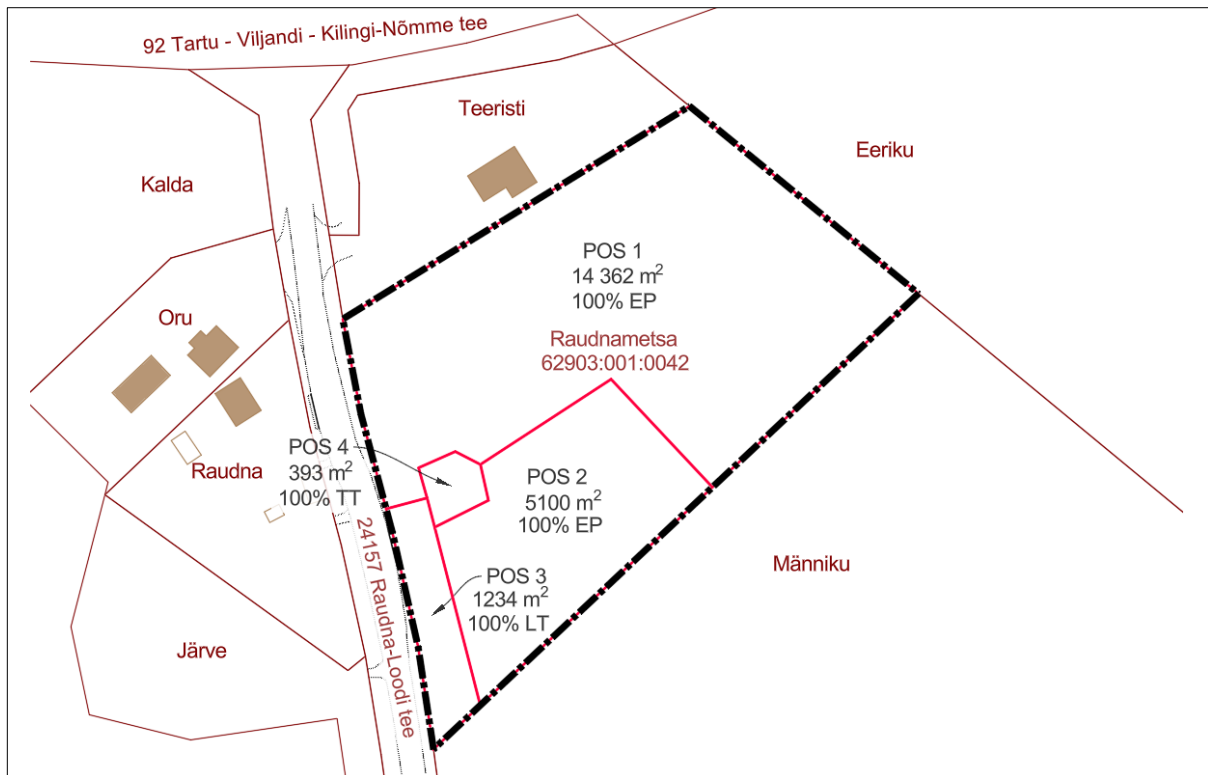 92 Tartu - Viljandi - Kilingi-Nõmme tee
Teeristi
Eeriku
Kalda
POS 1
14 362 m²
100% EP
Oru
Raudnametsa
62903:001:0042
POS 4
393 m²
100% TT
Raudna
POS 2
5100 m²
100% EP
24157 Raudna-Loodi tee
Männiku
POS 3
1234 m²
100% LT
Järve